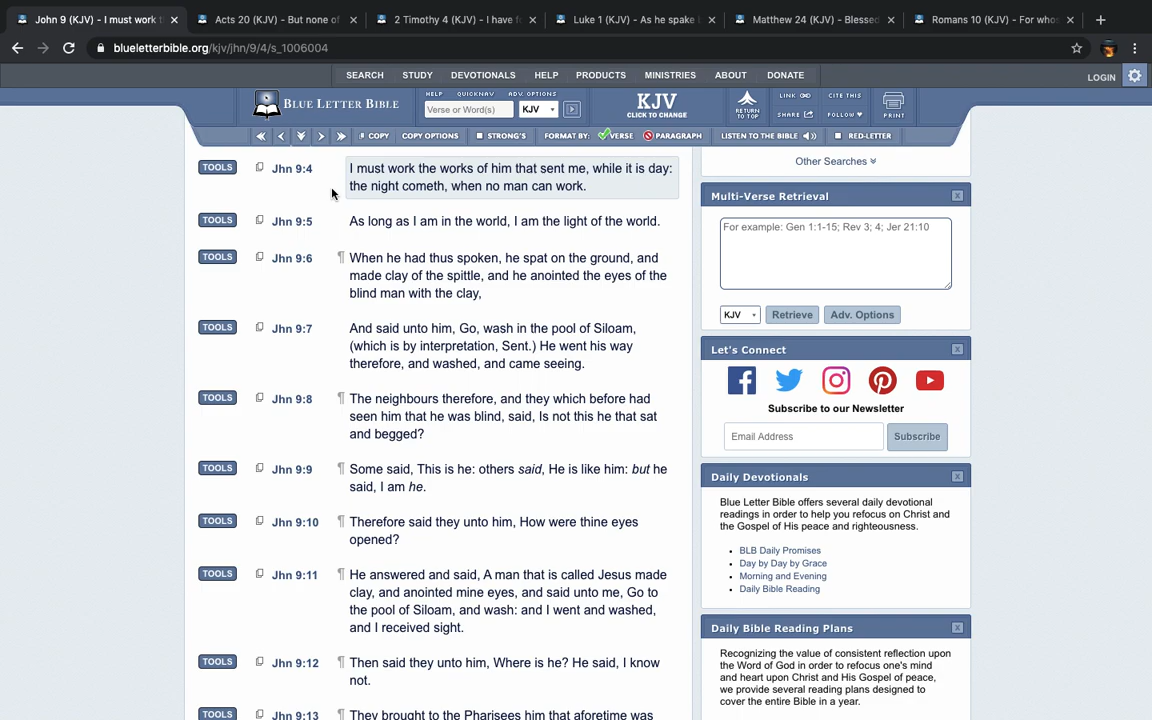 John 9 (KJV) - I must work t
Acts 20 (KJV) - But none of
2 Timothy 4 (KJV) - I have f
Luke 1 (KJV) - As he spake
Matthew 24 (KJV) - Blessed
Romans 10 (KJV) - For whos
blueletterbible.org/kjv/jhn/9/4/s_1006004
SEARCH STUDY DEVOTIONALS HELP PRODUCTS MINISTRIES ABOUT DONATE
LOGIN
BLUE LETTER BIBLE
HELP QUICKNAV ADV. OPTIONS
Verse or Word(s) KJV
KJV
CLICK TO CHANGE
RETURN
TO TOP
LINK CITE THIS
SHARE FOLLOW
PRINT
COPY COPY OPTIONS STRONG'S FORMAT BY: VERSE PARAGRAPH LISTEN TO THE BIBLE RED-LETTER
TOOLS Jhn 9:4 I must work the works of him that sent me, while it is day:
the night cometh, when no man can work.
TOOLS Jhn 9:5 As long as I am in the world, I am the light of the world.
TOOLS Jhn 9:6 ¶ When he had thus spoken, he spat on the ground, and
made clay of the spittle, and he anointed the eyes of the
blind man with the clay,
TOOLS Jhn 9:7 And said unto him, Go, wash in the pool of Siloam,
(which is by interpretation, Sent.) He went his way
therefore, and washed, and came seeing.
TOOLS Jhn 9:8 ¶ The neighbours therefore, and they which before had
seen him that he was blind, said, Is not this he that sat
and begged?
TOOLS Jhn 9:9 ¶ Some said, This is he: others said, He is like him: but he
said, I am he.
TOOLS Jhn 9:10 ¶ Therefore said they unto him, How were thine eyes
opened?
TOOLS Jhn 9:11 ¶ He answered and said, A man that is called Jesus made
clay, and anointed mine eyes, and said unto me, Go to
the pool of Siloam, and wash: and I went and washed,
and I received sight.
TOOLS Jhn 9:12 ¶ Then said they unto him, Where is he? He said, I know
not.
TOOLS Jhn 9:13 ¶ They brought to the Pharisees him that aforetime was
Other Searches
Multi-Verse Retrieval
For example: Gen 1:1-15; Rev 3; 4; Jer 21:10
KJV Retrieve Adv. Options
Let's Connect
Subscribe to our Newsletter
Email Address Subscribe
Daily Devotionals
Blue Letter Bible offers several daily devotional
readings in order to help you refocus on Christ and
the Gospel of His peace and righteousness.
BLB Daily Promises
Day by Day by Grace
Morning and Evening
Daily Bible Reading
Daily Bible Reading Plans
Recognizing the value of consistent reflection upon
the Word of God in order to refocus one's mind
and heart upon Christ and His Gospel of peace,
we provide several reading plans designed to
cover the entire Bible in a year.